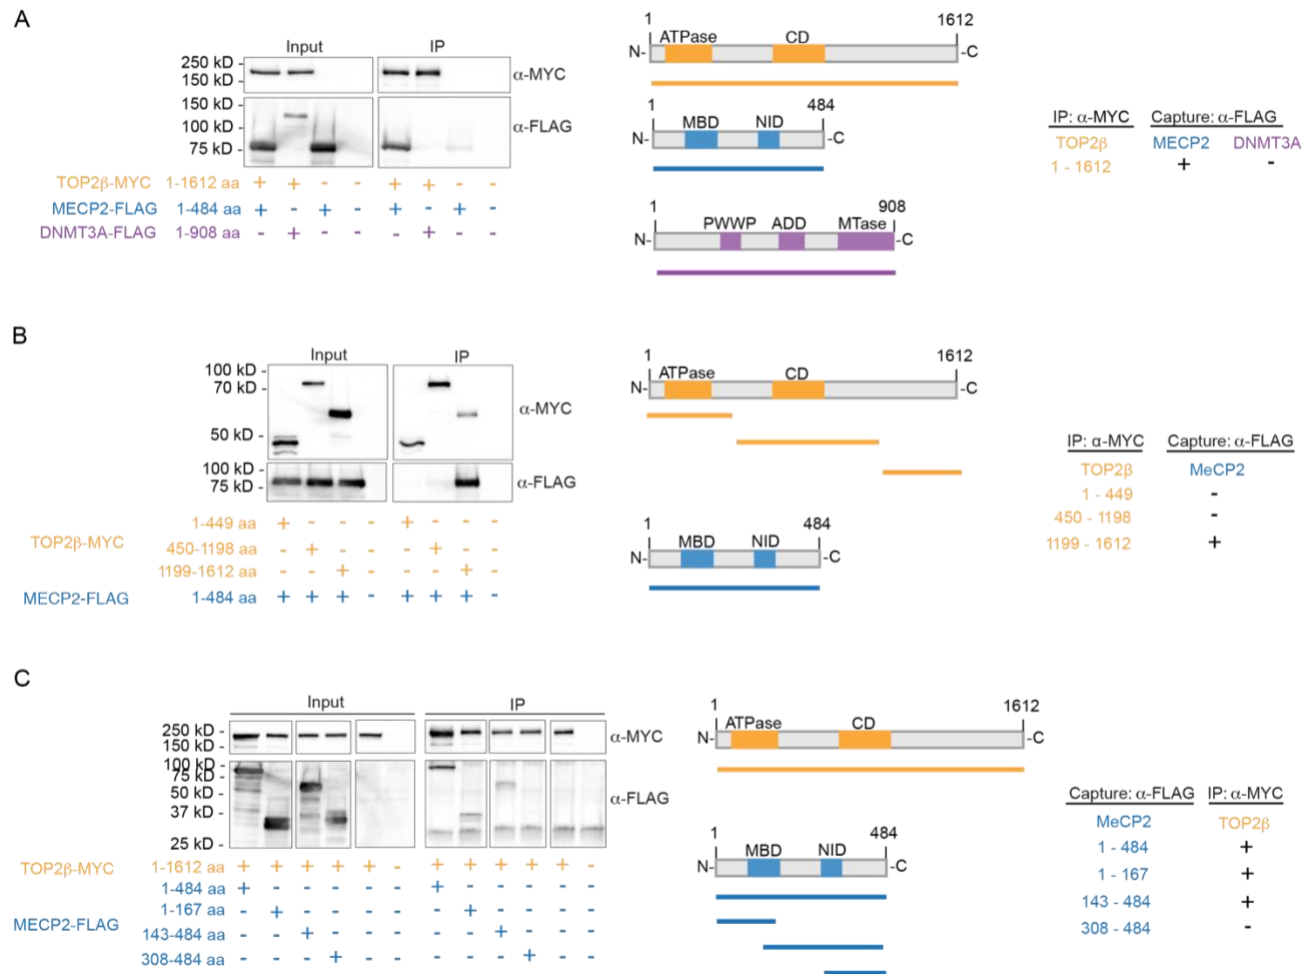 A
Input IP
250 kD -
150 kD -
α-MYC
150 kD -
100 kD -
75 kD -
α-FLAG
TOP2β-MYC 1-1612 aa + + - - + + - -
MECP2-FLAG 1-484 aa + - + - + - + -
DNMT3A-FLAG 1-908 aa - + - - - + - -
1 1612
ATPase CD
N- -C
1 484
MBD NID
N- -C
1 908
PWWP ADD MTase
N- -C
IP: α-MYC Capture: α-FLAG
TOP2β MECP2 DNMT3A
1 - 1612 + -
B
Input IP
100 kD -
70 kD -
α-MYC
50 kD -
100 kD -
75 kD -
α-FLAG
TOP2β-MYC
1-449 aa + - - - + - - -
450-1198 aa - + - - - + - -
1199-1612 aa - - + - - - + -
MECP2-FLAG 1-484 aa + + + - + + + -
1 1612
ATPase CD
N- -C
1 484
MBD NID
N- -C
IP: α-MYC Capture: α-FLAG
TOP2β MeCP2
1 - 449 -
450 - 1198 -
1199 - 1612 +
C
Input IP
250 kD -
150 kD -
α-MYC
100 kD -
75 kD -
50 kD -
37 kD -
25 kD -
α-FLAG
TOP2β-MYC 1-1612 aa + + + + + - + + + + + -
MECP2-FLAG
1-484 aa + - - - - - + - - - - -
1-167 aa - + - - - - - + - - - -
143-484 aa - - + - - - - - + - - -
308-484 aa - - - + - - - - - + - -
1 1612
ATPase CD
N- -C
1 484
MBD NID
N- -C
Capture: α-FLAG IP: α-MYC
MeCP2 TOP2β
1 - 484 +
1 - 167 +
143 - 484 +
308 - 484 -